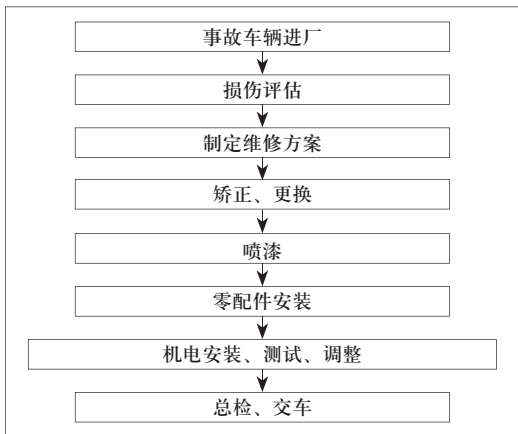 事故车辆进厂
损伤评估
制定维修方案
矫正、更换
喷漆
零配件安装
机电安装、测试、调整
总检、交车